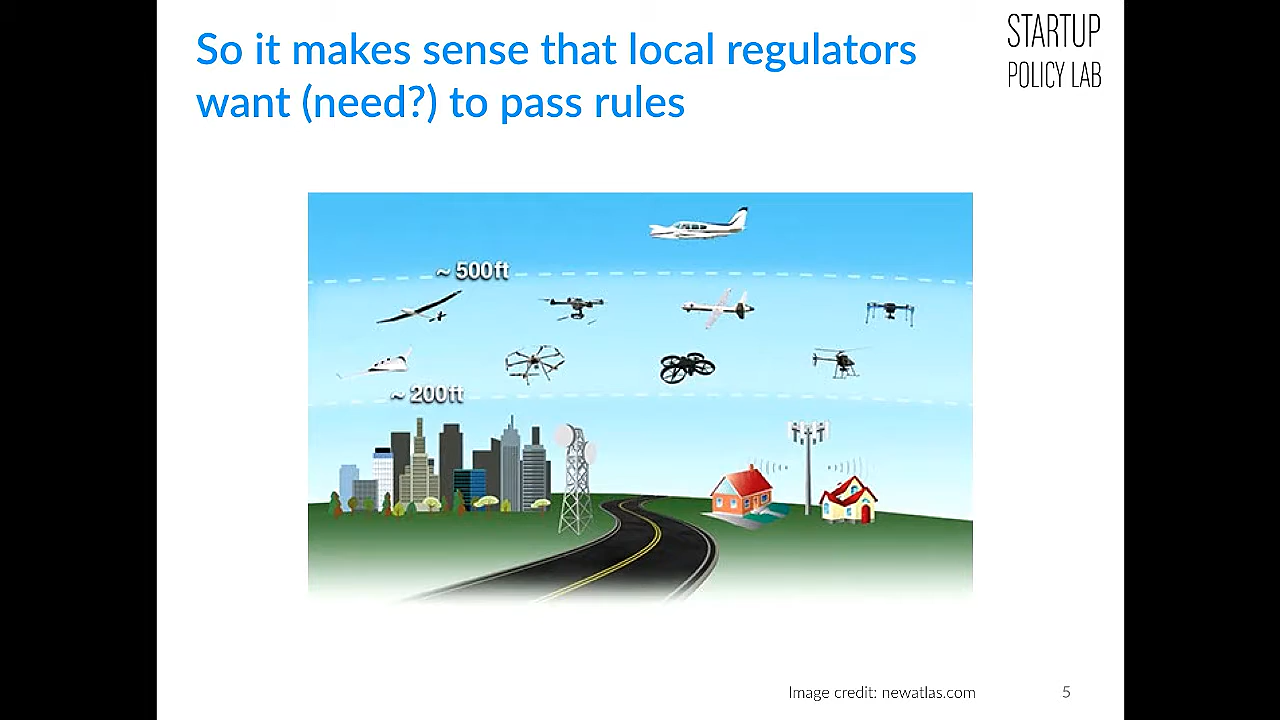 So it makes sense that local regulators
want (need?) to pass rules
STARTUP
POLICY LAB
~ 500ft
~ 200ft
Image credit: newatlas.com
5